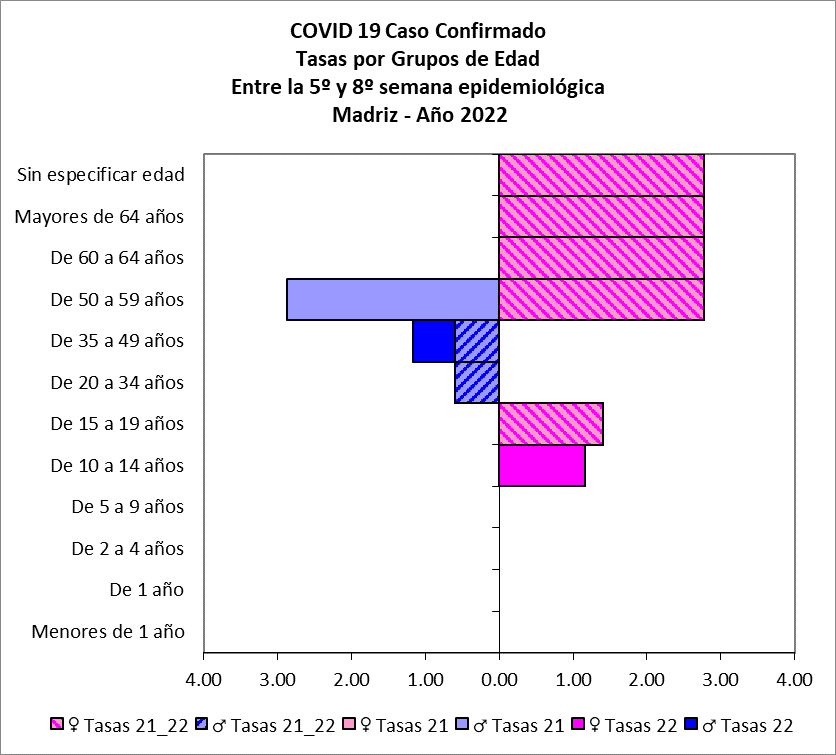 COVID 19 Caso Confirmado
Tasas por Grupos de Edad
Entre la 5º y 8º semana epidemiológica
Madriz - Año 2022
Sin especificar edad
Mayores de 64 años
De 60 a 64 años
De 50 a 59 años
De 35 a 49 años
De 20 a 34 años
De 15 a 19 años
De 10 a 14 años
De 5 a 9 años
De 2 a 4 años
De 1 año
Menores de 1 año
4.00 3.00 2.00 1.00 0.00 1.00 2.00 3.00 4.00
♀ Tasas 21_22 ♂ Tasas 21_22 ♀ Tasas 21 ♂ Tasas 21 ♀ Tasas 22 ♂ Tasas 22